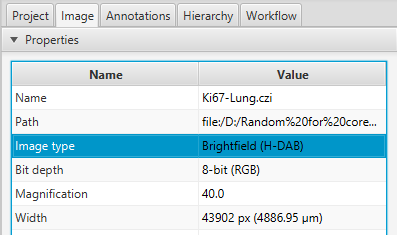 Project Image Annotations Hierarchy Workflow
Properties
Name Value
Name Ki67-Lung.czi
Path file:/D:/Random%20for%20core...
Image type Brightfield (H-DAB)
Bit depth 8-bit (RGB)
Magnification 40.0
Width 43902 px (4886.95 µm)